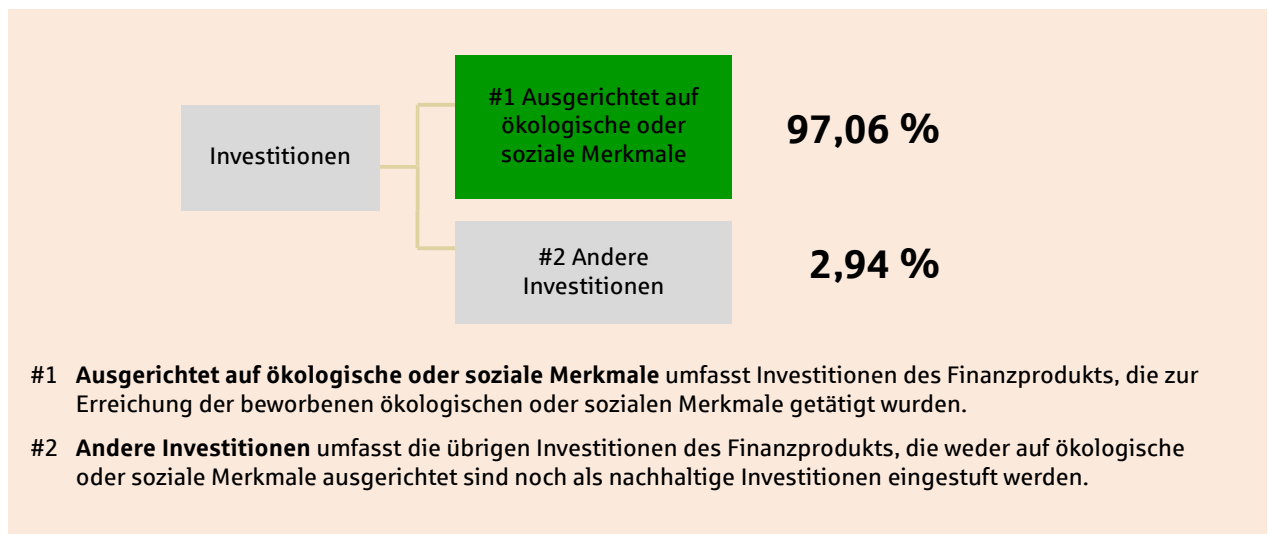 #1 Ausgerichtet auf
ökologische oder
soziale Merkmale
97,06 %
Investitionen
#2 Andere
Investitionen
2,94 %
#1 Ausgerichtet auf ökologische oder soziale Merkmale umfasst Investitionen des Finanzprodukts, die zur
Erreichung der beworbenen ökologischen oder sozialen Merkmale getätigt wurden.
#2 Andere Investitionen umfasst die übrigen Investitionen des Finanzprodukts, die weder auf ökologische
oder soziale Merkmale ausgerichtet sind noch als nachhaltige Investitionen eingestuft werden.